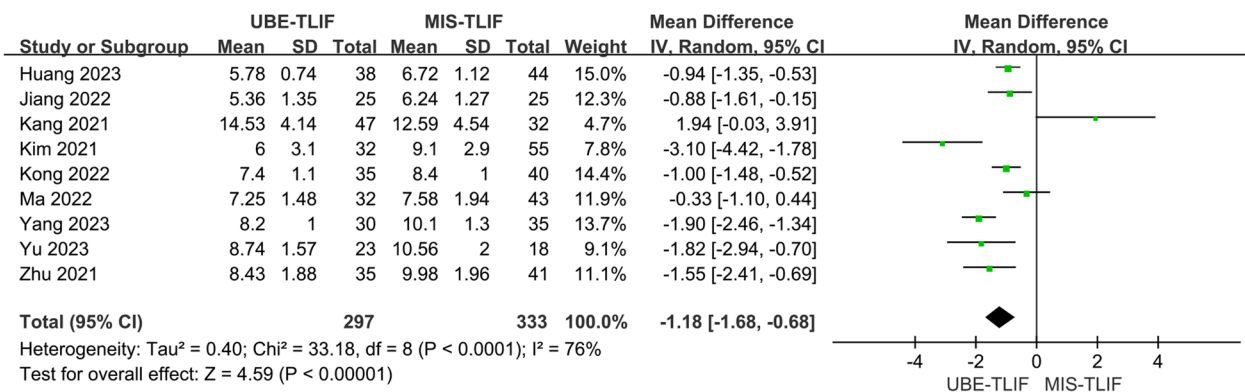 UBE-TLIF MIS-TLIF Mean Difference Mean Difference
Study or Subgroup Mean SD Total Mean SD Total Weight IV, Random, 95% CI IV, Random, 95% CI
Huang 2023 5.78 0.74 38 6.72 1.12 44 15.0% -0.94 [-1.35, -0.53]
Jiang 2022 5.36 1.35 25 6.24 1.27 25 12.3% -0.88 [-1.61, -0.15]
Kang 2021 14.53 4.14 47 12.59 4.54 32 4.7% 1.94 [-0.03, 3.91]
Kim 2021 6 3.1 32 9.1 2.9 55 7.8% -3.10 [-4.42, -1.78]
Kong 2022 7.4 1.1 35 8.4 1 40 14.4% -1.00 [-1.48, -0.52]
Ma 2022 7.25 1.48 32 7.58 1.94 43 11.9% -0.33 [-1.10, 0.44]
Yang 2023 8.2 1 30 10.1 1.3 35 13.7% -1.90 [-2.46, -1.34]
Yu 2023 8.74 1.57 23 10.56 2 18 9.1% -1.82 [-2.94, -0.70]
Zhu 2021 8.43 1.88 35 9.98 1.96 41 11.1% -1.55 [-2.41, -0.69]
Total (95% CI) 297 333 100.0% -1.18 [-1.68, -0.68]
Heterogeneity: Tau² = 0.40; Chi² = 33.18, df = 8 (P < 0.0001); I² = 76%
Test for overall effect: Z = 4.59 (P < 0.00001)
-4 -2 0 2 4
UBE-TLIF MIS-TLIF